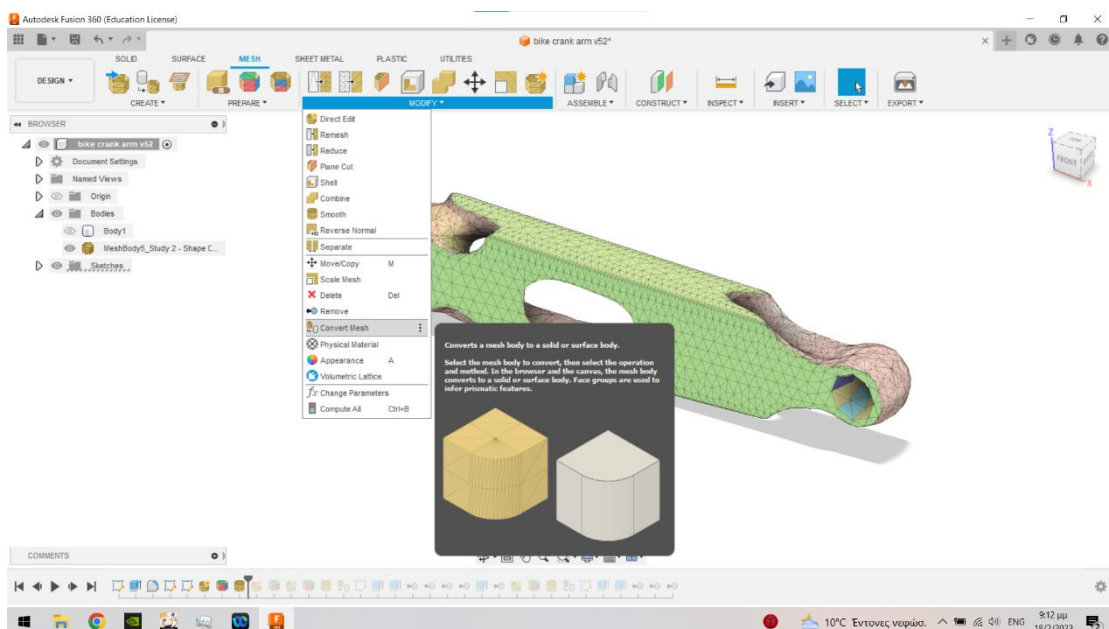 Autodesk Fusion 360 (Education License)
bike crank arm v52*
SOLID SURFACE MESH SHEET METAL PLASTIC UTILITIES
DESIGN
CREATE PREPARE MODIFY ASSEMBLE CONSTRUCT INSPECT INSERT SELECT EXPORT
BROWSER
bike crank arm v52
Document Settings
Named Views
Origin
Bodies
Body1
MeshBody5_Study 2 - Shape C...
Sketches
Direct Edit
Remesh
Reduce
Plane Cut
Shell
Combine
Smooth
Reverse Normal
Separate
Move/Copy M
Scale Mesh
Delete Del
Remove
Convert Mesh
Physical Material
Appearance A
Volumetric Lattice
fx Change Parameters
Compute All Ctrl+B
Converts a mesh body to a solid or surface body.
Select the mesh body to convert, then select the operation
and method. In the browser and the canvas, the mesh body
converts to a solid or surface body. Face groups are used to
infer prismatic features.
Z
FRONT
X
COMMENTS
10°C Έντονες νεφώσ. ENG
9:12 μμ
18/2/2023